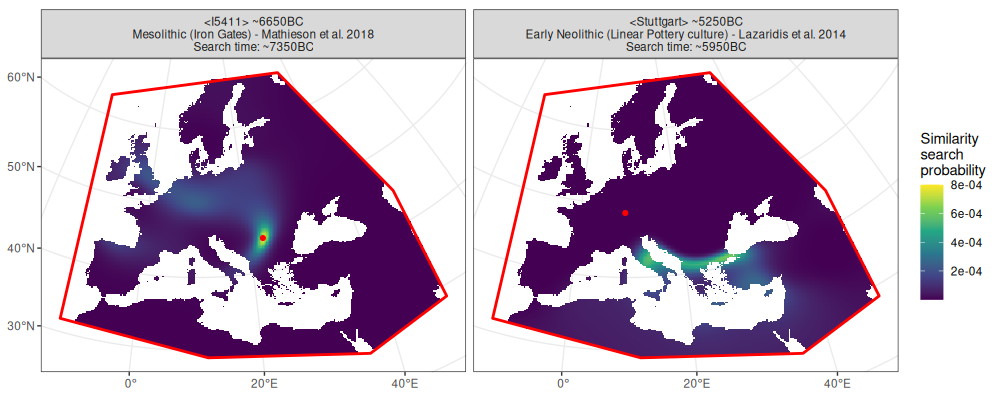 <I5411> ~6650BC
Mesolithic (Iron Gates) - Mathieson et al. 2018
Search time: ~7350BC
<Stuttgart> ~5250BC
Early Neolithic (Linear Pottery culture) - Lazaridis et al. 2014
Search time: ~5950BC
60°N
50°N
40°N
30°N
0°
20°E
40°E
0°
20°E
40°E
Similarity
search
probability
8e-04
6e-04
4e-04
2e-04